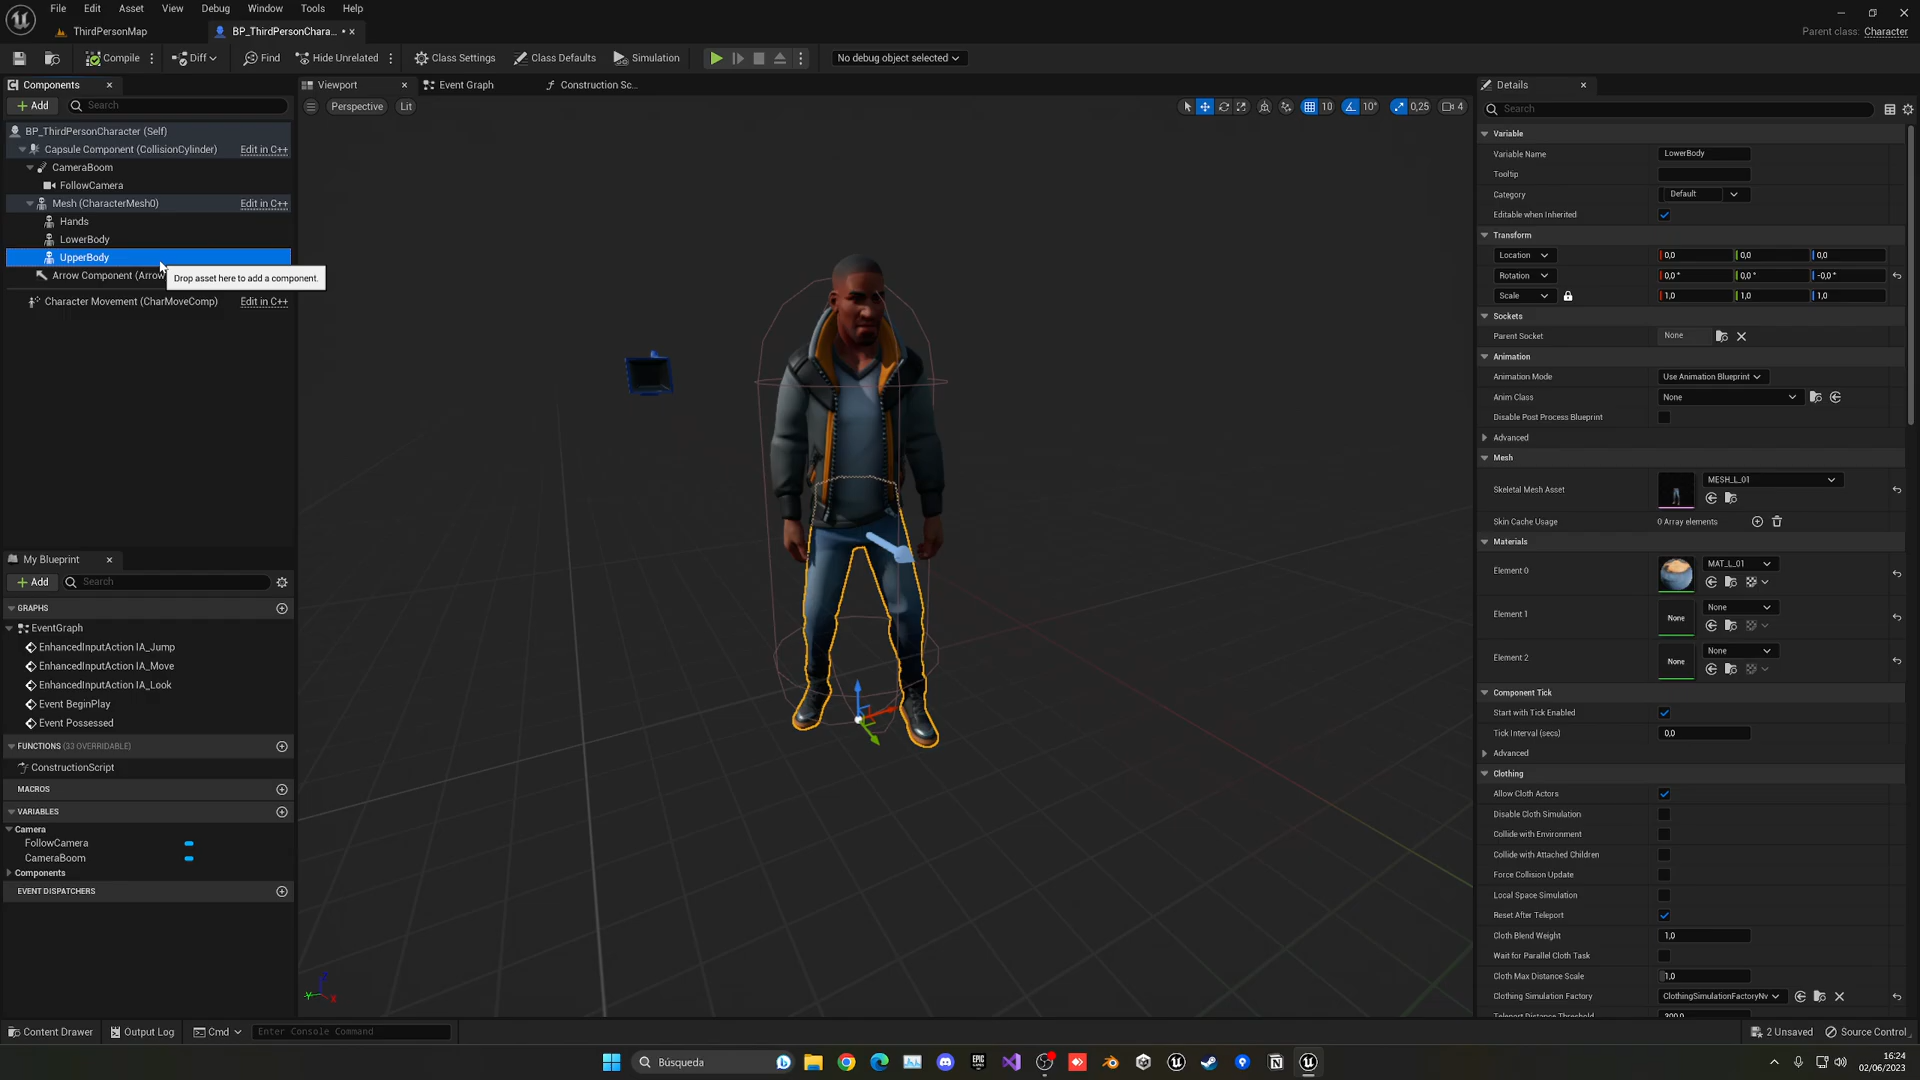 File Edit Asset View Debug Window Tools Help
ThirdPersonMap
BP_ThirdPersonChara... •
Parent class: Character
Compile
Diff
Find
Hide Unrelated
Class Settings
Class Defaults
Simulation
No debug object selected
Components
Add
Search
BP_ThirdPersonCharacter (Self)
Capsule Component (CollisionCylinder) Edit in C++
CameraBoom
FollowCamera
Mesh (CharacterMesh0) Edit in C++
Hands
LowerBody
UpperBody
Arrow Component (Arrow
Drop asset here to add a component.
Character Movement (CharMoveComp) Edit in C++
Viewport
Event Graph
Construction Sc...
Perspective
Lit
10
10°
0,25
4
My Blueprint
Add
Search
GRAPHS
EventGraph
EnhancedInputAction IA_Jump
EnhancedInputAction IA_Move
EnhancedInputAction IA_Look
Event BeginPlay
Event Possessed
FUNCTIONS (33 OVERRIDABLE)
ConstructionScript
MACROS
VARIABLES
Camera
FollowCamera
CameraBoom
Components
EVENT DISPATCHERS
Details
Search
Variable
Variable Name LowerBody
Tooltip
Category Default
Editable when Inherited
Transform
Location 0,0 0,0 0,0
Rotation 0,0 ° 0,0 ° -0,0 °
Scale 1,0 1,0 1,0
Sockets
Parent Socket None
Animation
Animation Mode Use Animation Blueprint
Anim Class None
Disable Post Process Blueprint
Advanced
Mesh
Skeletal Mesh Asset MESH_L_01
Skin Cache Usage 0 Array elements
Materials
Element 0 MAT_L_01
Element 1 None None
Element 2 None None
Component Tick
Start with Tick Enabled
Tick Interval (secs) 0,0
Advanced
Clothing
Allow Cloth Actors
Disable Cloth Simulation
Collide with Environment
Collide with Attached Children
Force Collision Update
Local Space Simulation
Reset After Teleport
Cloth Blend Weight 1,0
Wait for Parallel Cloth Task
Cloth Max Distance Scale 1,0
Clothing Simulation Factory ClothingSimulationFactoryNv
Teleport Distance Threshold 300,0
Z
Y
X
Content Drawer
Output Log
Cmd
Enter Console Command
2 Unsaved
Source Control
Búsqueda
16:24
02/06/2023